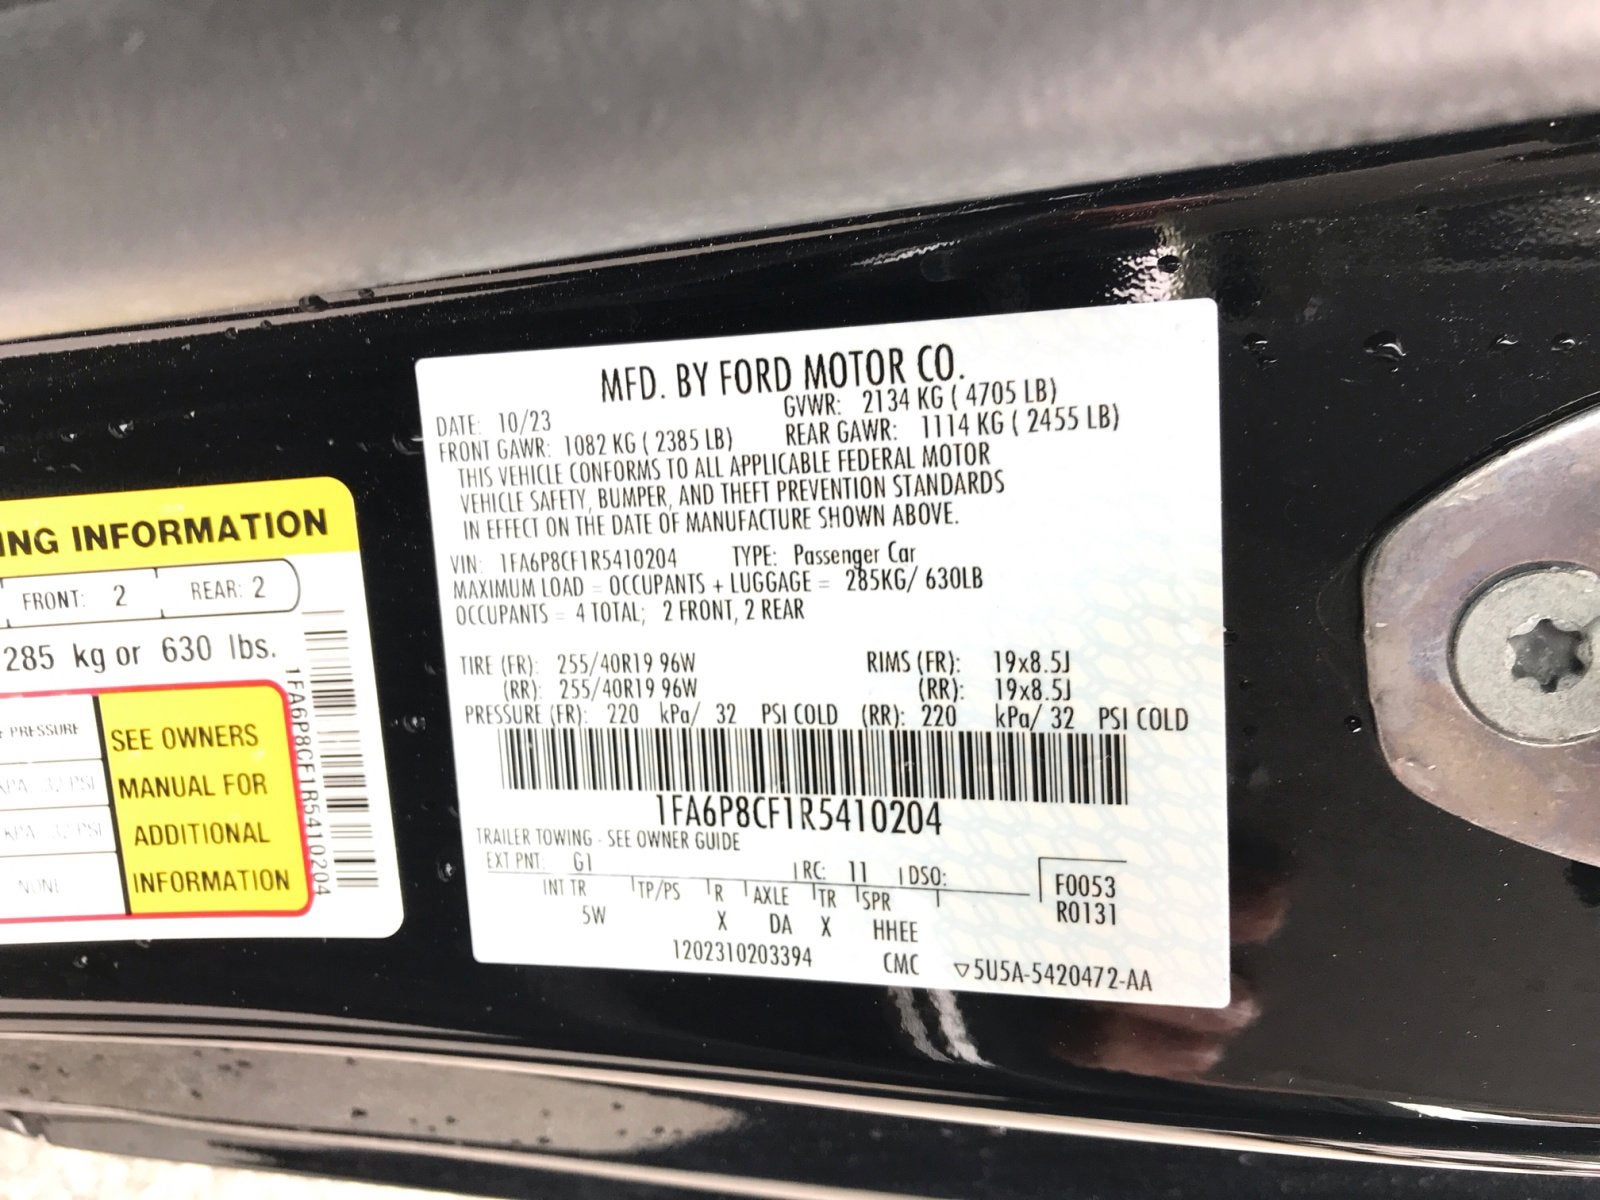 ING INFORMATION
FRONT: 2 REAR: 2
285 kg or 630 lbs.
PRESSURE
SEE OWNERS
MANUAL FOR
ADDITIONAL
INFORMATION
NONE
1FA6P8CF1R5410204
MFD. BY FORD MOTOR CO.
DATE: 10/23 GVWR: 2134 KG ( 4705 LB)
FRONT GAWR: 1082 KG ( 2385 LB) REAR GAWR: 1114 KG ( 2455 LB)
THIS VEHICLE CONFORMS TO ALL APPLICABLE FEDERAL MOTOR
VEHICLE SAFETY, BUMPER, AND THEFT PREVENTION STANDARDS
IN EFFECT ON THE DATE OF MANUFACTURE SHOWN ABOVE.
VIN: 1FA6P8CF1R5410204 TYPE: Passenger Car
MAXIMUM LOAD = OCCUPANTS + LUGGAGE = 285KG/ 630LB
OCCUPANTS = 4 TOTAL; 2 FRONT, 2 REAR
TIRE (FR): 255/40R19 96W RIMS (FR): 19x8.5J
(RR): 255/40R19 96W (RR): 19x8.5J
PRESSURE (FR): 220 kPa/ 32 PSI COLD (RR): 220 kPa/ 32 PSI COLD
1FA6P8CF1R5410204
TRAILER TOWING - SEE OWNER GUIDE
EXT PNT: G1 RC: 11 DSO:
INT TR TP/PS R AXLE TR SPR
5W X DA X HHEE
F0053
R0131
1202310203394 CMC ▽5U5A-5420472-AA